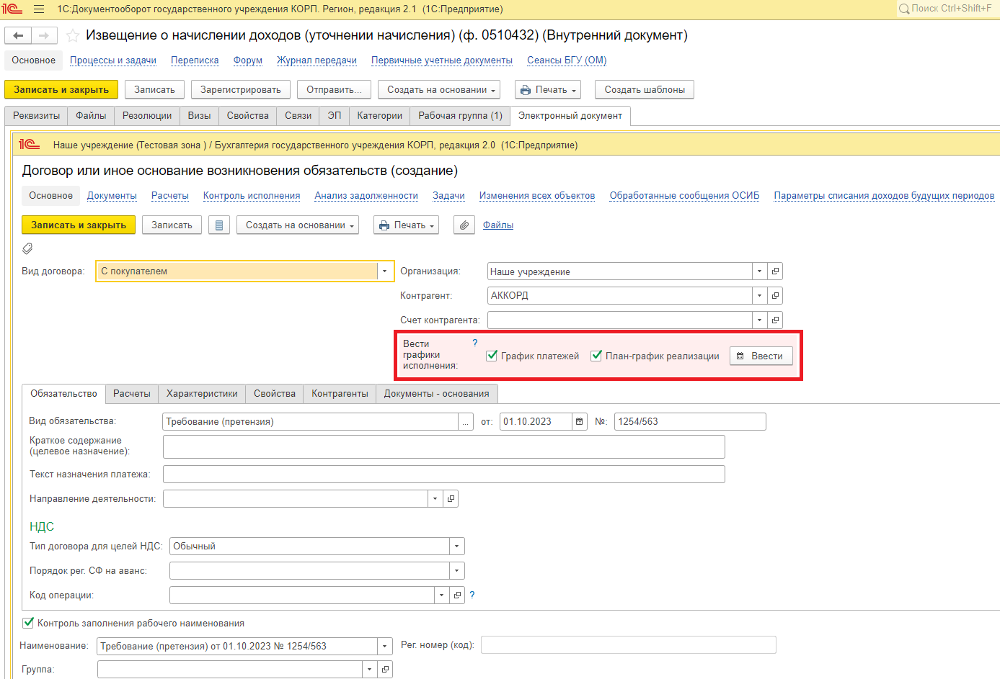 1С:Документооборот государственного учреждения КОРП. Регион, редакция 2.1 (1С:Предприятие)
Поиск Ctrl+Shift+F
Извещение о начислении доходов (уточнении начисления) (ф. 0510432) (Внутренний документ)
Основное Процессы и задачи Переписка Форум Журнал передачи Первичные учетные документы Сеансы БГУ (ОМ)
Записать и закрыть Записать Зарегистрировать Отправить... Создать на основании Печать Создать шаблоны
Реквизиты Файлы Резолюции Визы Свойства Связи ЭП Категории Рабочая группа (1) Электронный документ
Наше учреждение (Тестовая зона ) / Бухгалтерия государственного учреждения КОРП, редакция 2.0 (1С:Предприятие)
Договор или иное основание возникновения обязательств (создание)
Основное Документы Расчеты Контроль исполнения Анализ задолженности Задачи Изменения всех объектов Обработанные сообщения ОСИБ Параметры списания доходов будущих периодов
Записать и закрыть Записать Создать на основании Печать Файлы
Вид договора: С покупателем Организация: Наше учреждение
Контрагент: АККОРД
Счет контрагента:
Вести ?
графики График платежей План-график реализации Ввести
исполнения:
Обязательство Расчеты Характеристики Свойства Контрагенты Документы - основания
Вид обязательства: Требование (претензия) ... от: 01.10.2023 №: 1254/563
Краткое содержание
(целевое назначение):
Текст назначения платежа:
Направление деятельности:
НДС
Тип договора для целей НДС: Обычный
Порядок рег. СФ на аванс:
Код операции: ?
Контроль заполнения рабочего наименования
Наименование: Требование (претензия) от 01.10.2023 № 1254/563 Рег. номер (код):
Группа: